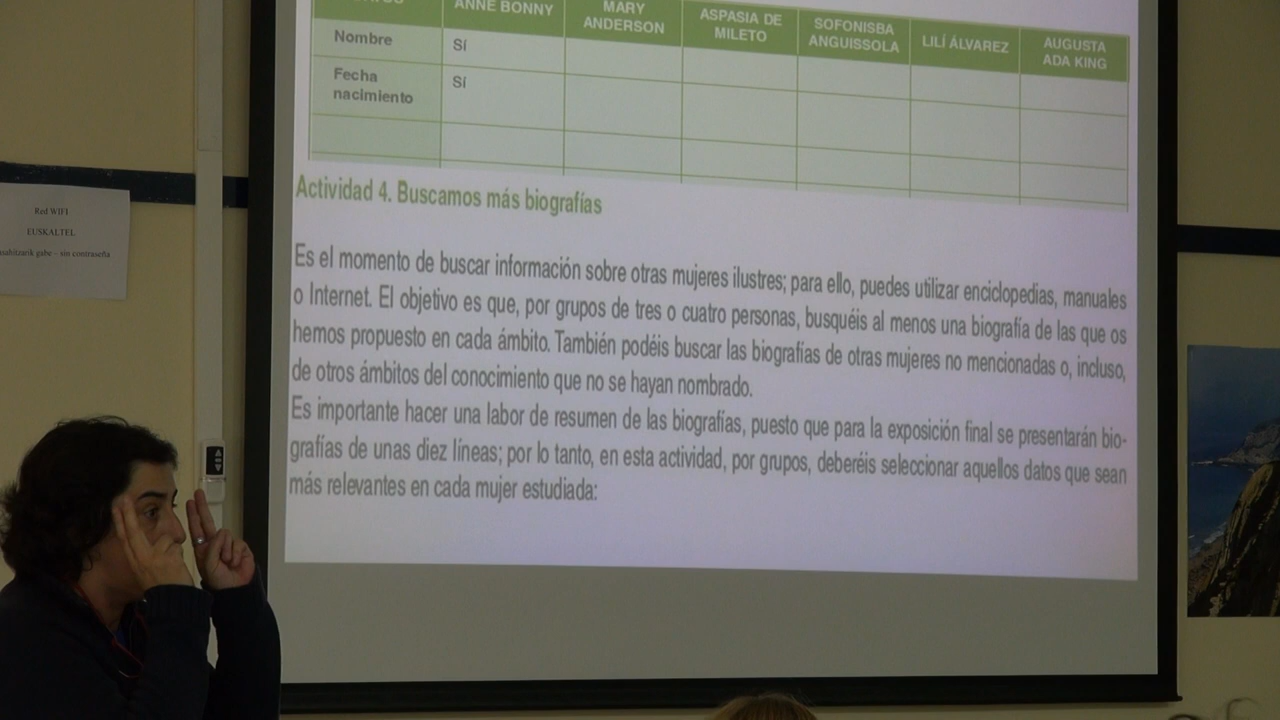 ANNE BONNY
MARY ANDERSON
ASPASIA DE MILETO
SOFONISBA ANGUISSOLA
LILÍ ÁLVAREZ
AUGUSTA ADA KING
Nombre
Sí
Fecha nacimiento
Sí
Actividad 4. Buscamos más biografías
Es el momento de buscar información sobre otras mujeres ilustres; para ello, puedes utilizar enciclopedias, manuales
o Internet. El objetivo es que, por grupos de tres o cuatro personas, busquéis al menos una biografía de las que os
hemos propuesto en cada ámbito. También podéis buscar las biografías de otras mujeres no mencionadas o, incluso,
de otros ámbitos del conocimiento que no se hayan nombrado.
Es importante hacer una labor de resumen de las biografías, puesto que para la exposición final se presentarán bio-
grafías de unas diez líneas; por lo tanto, en esta actividad, por grupos, deberéis seleccionar aquellos datos que sean
más relevantes en cada mujer estudiada:
Red WIFI
EUSKALTEL
gabe - sin contraseña